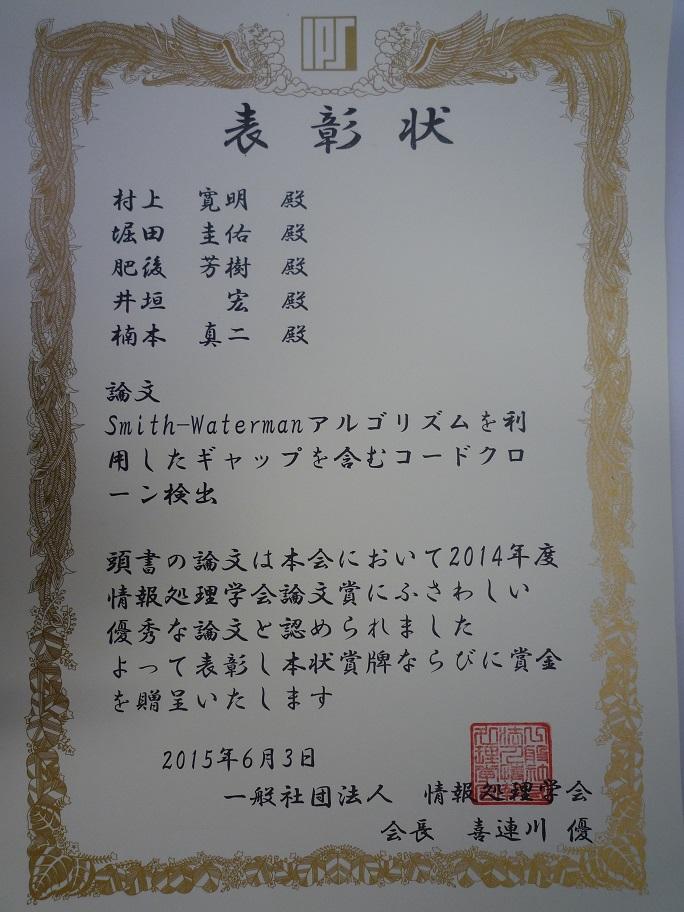 IPSJ
表彰状
村上 寛明 殿
堀田 圭佑 殿
肥後 芳樹 殿
井垣 宏 殿
楠本 真二 殿
論文
Smith-Watermanアルゴリズムを利
用したギャップを含むコードクロ
ーン検出
頭書の論文は本会において2014年度
情報処理学会論文賞にふさわしい
優秀な論文と認められました
よって表彰し本状賞牌ならびに賞金
を贈呈いたします
2015年6月3日
一般社団法人 情報処理学会
会長 喜連川 優